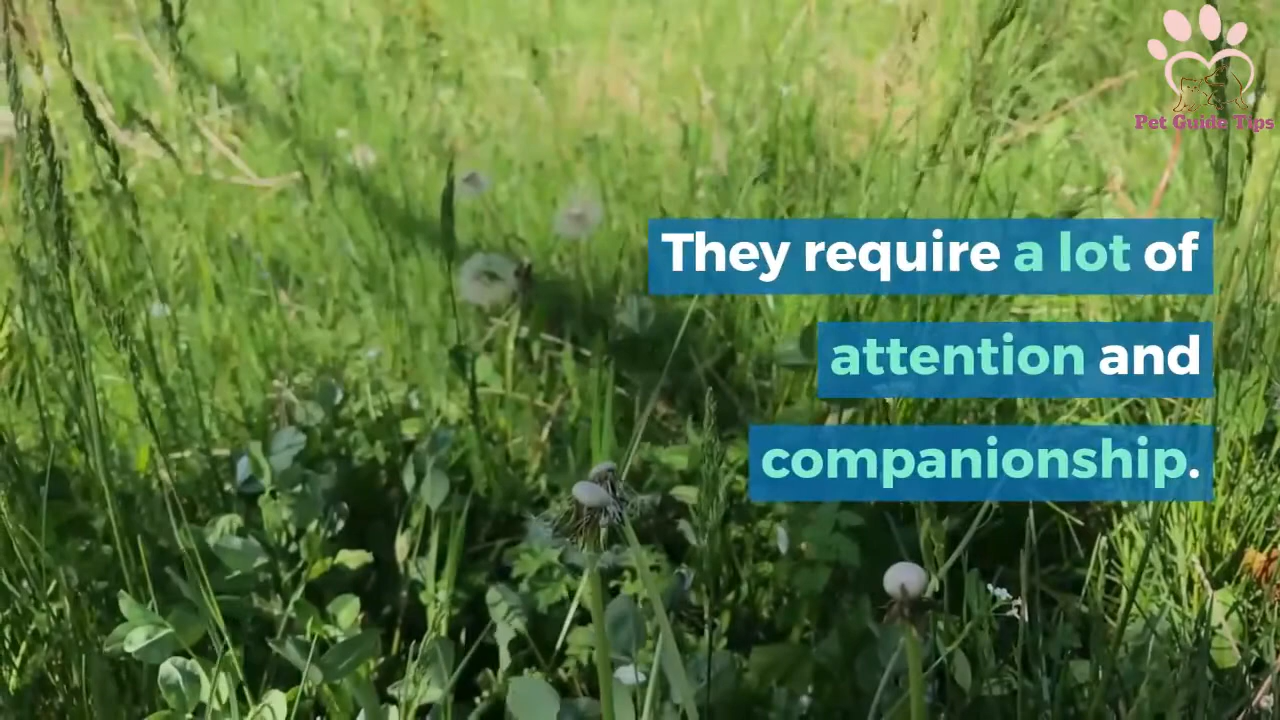 Pet Guide Tips
They require a lot of
attention and
companionship.